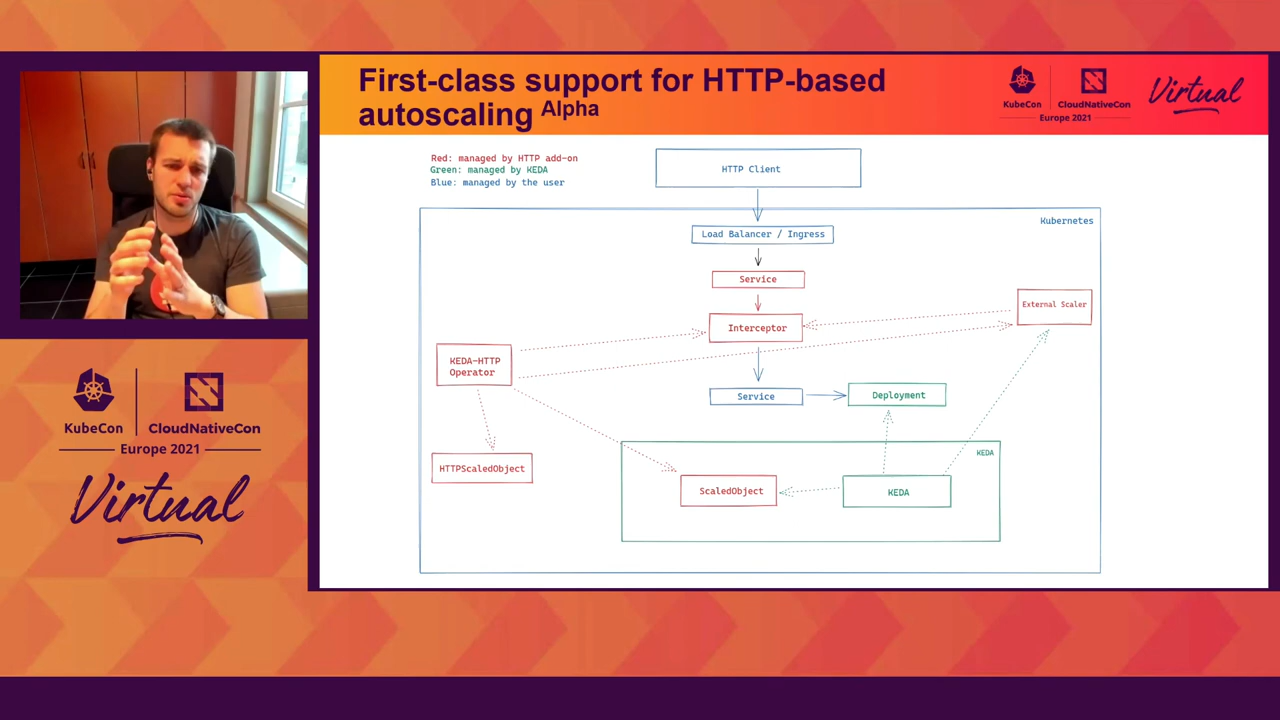 First-class support for HTTP-based
autoscaling Alpha
KubeCon
CloudNativeCon
Europe 2021
Virtual
Red: managed by HTTP add-on
Green: managed by KEDA
Blue: managed by the user
HTTP Client
Kubernetes
Load Balancer / Ingress
Service
External Scaler
Interceptor
KEDA-HTTP
Operator
Service
Deployment
KEDA
HTTPScaledObject
ScaledObject
KEDA
KubeCon
CloudNativeCon
Europe 2021
Virtual